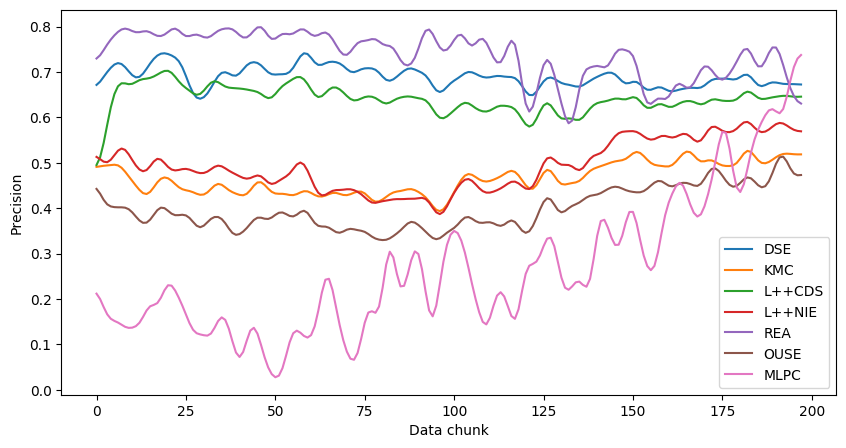 0.8
0.7
0.6
0.5
0.4
0.3
0.2
0.1
0.0
Precision
0 25 50 75 100 125 150 175 200
Data chunk
DSE
KMC
L++CDS
L++NIE
REA
OUSE
MLPC